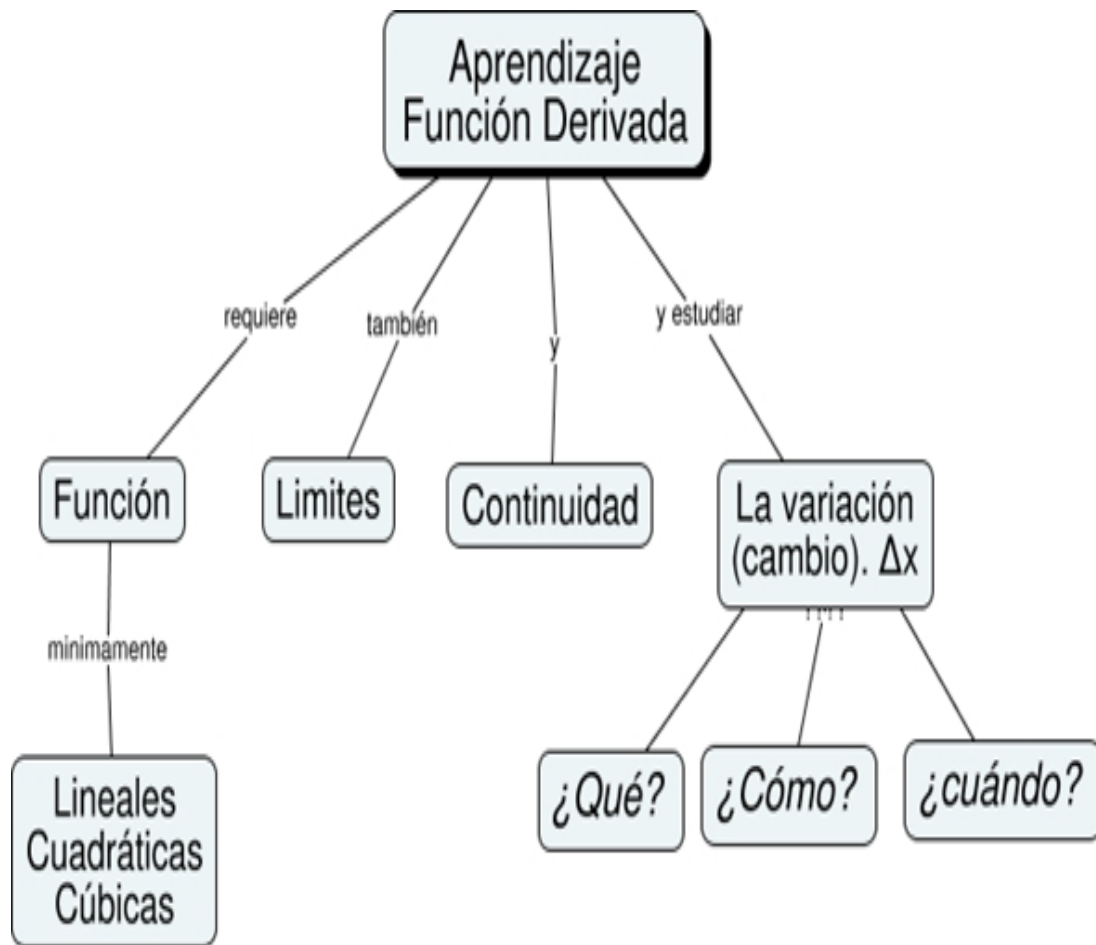 Aprendizaje
Función Derivada
requiere
también
y
y estudiar
Función
Limites
Continuidad
La variación
(cambio). Δx
minimamente
Lineales
Cuadráticas
Cúbicas
¿Qué?
¿Cómo?
¿cuándo?